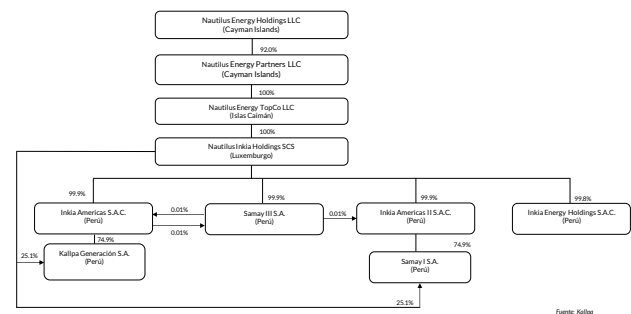 Nautilus Energy Holdings LLC
(Cayman Islands)
92.0%
Nautilus Energy Partners LLC
(Cayman Islands)
100%
Nautilus Energy TopCo LLC
(Islas Caimán)
100%
Nautilus Inkia Holdings SCS
(Luxemburgo)
99.9%
99.9%
99.9%
99.8%
Inkia Americas S.A.C.
(Perú)
0.01%
0.01%
Samay III S.A.
(Perú)
0.01%
Inkia Americas II S.A.C.
(Perú)
Inkia Energy Holdings S.A.C.
(Perú)
74.9%
74.9%
25.1%
Kallpa Generación S.A.
(Perú)
Samay I S.A.
(Perú)
25.1%
Fuente: Kallpa